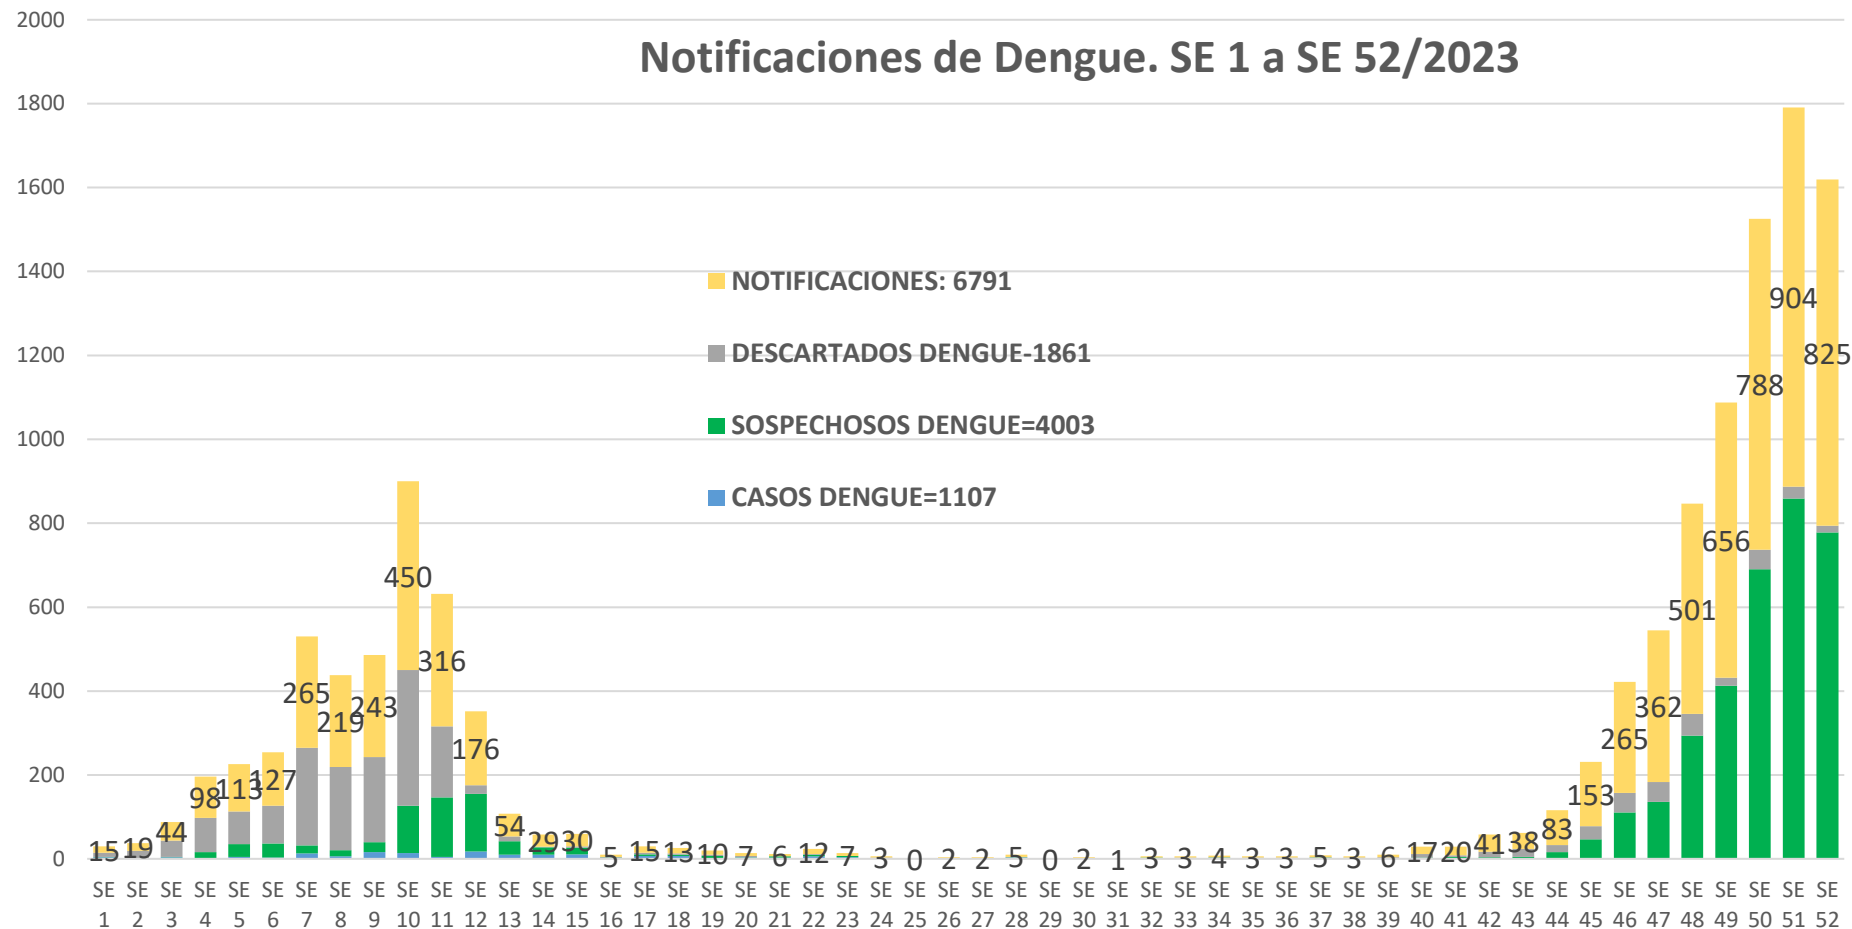 Notificaciones de Dengue. SE 1 a SE 52/2023
2000
1800
1600
1400
1200
1000
800
600
400
200
0
NOTIFICACIONES: 6791
DESCARTADOS DENGUE-1861
SOSPECHOSOS DENGUE=4003
CASOS DENGUE=1107
15 19 44 98 113 127 265 219 243 450 316 176 54 29 30 5 15 13 10 7 6 12 7 3 0 2 2 5 0 2 1 3 3 4 3 3 5 3 6 17 20 41 38 83 153 265 362 501 656 788 904 825
SE SE SE SE SE SE SE SE SE SE SE SE SE SE SE SE SE SE SE SE SE SE SE SE SE SE SE SE SE SE SE SE SE SE SE SE SE SE SE SE SE SE SE SE SE SE SE SE SE SE SE SE
1 2 3 4 5 6 7 8 9 10 11 12 13 14 15 16 17 18 19 20 21 22 23 24 25 26 27 28 29 30 31 32 33 34 35 36 37 38 39 40 41 42 43 44 45 46 47 48 49 50 51 52